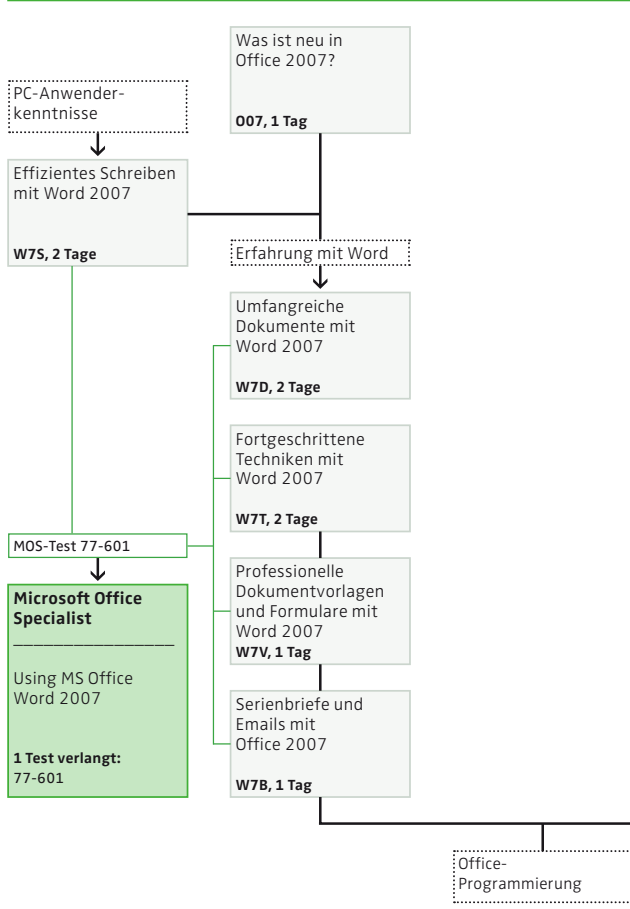 Was ist neu in
Office 2007?
O07, 1 Tag
PC-Anwender-
kenntnisse
Effizientes Schreiben
mit Word 2007
W7S, 2 Tage
Erfahrung mit Word
Umfangreiche
Dokumente mit
Word 2007
W7D, 2 Tage
Fortgeschrittene
Techniken mit
Word 2007
W7T, 2 Tage
MOS-Test 77-601
Microsoft Office
Specialist
Using MS Office
Word 2007
1 Test verlangt:
77-601
Professionelle
Dokumentvorlagen
und Formulare mit
Word 2007
W7V, 1 Tag
Serienbriefe und
Emails mit
Office 2007
W7B, 1 Tag
Office-
Programmierung